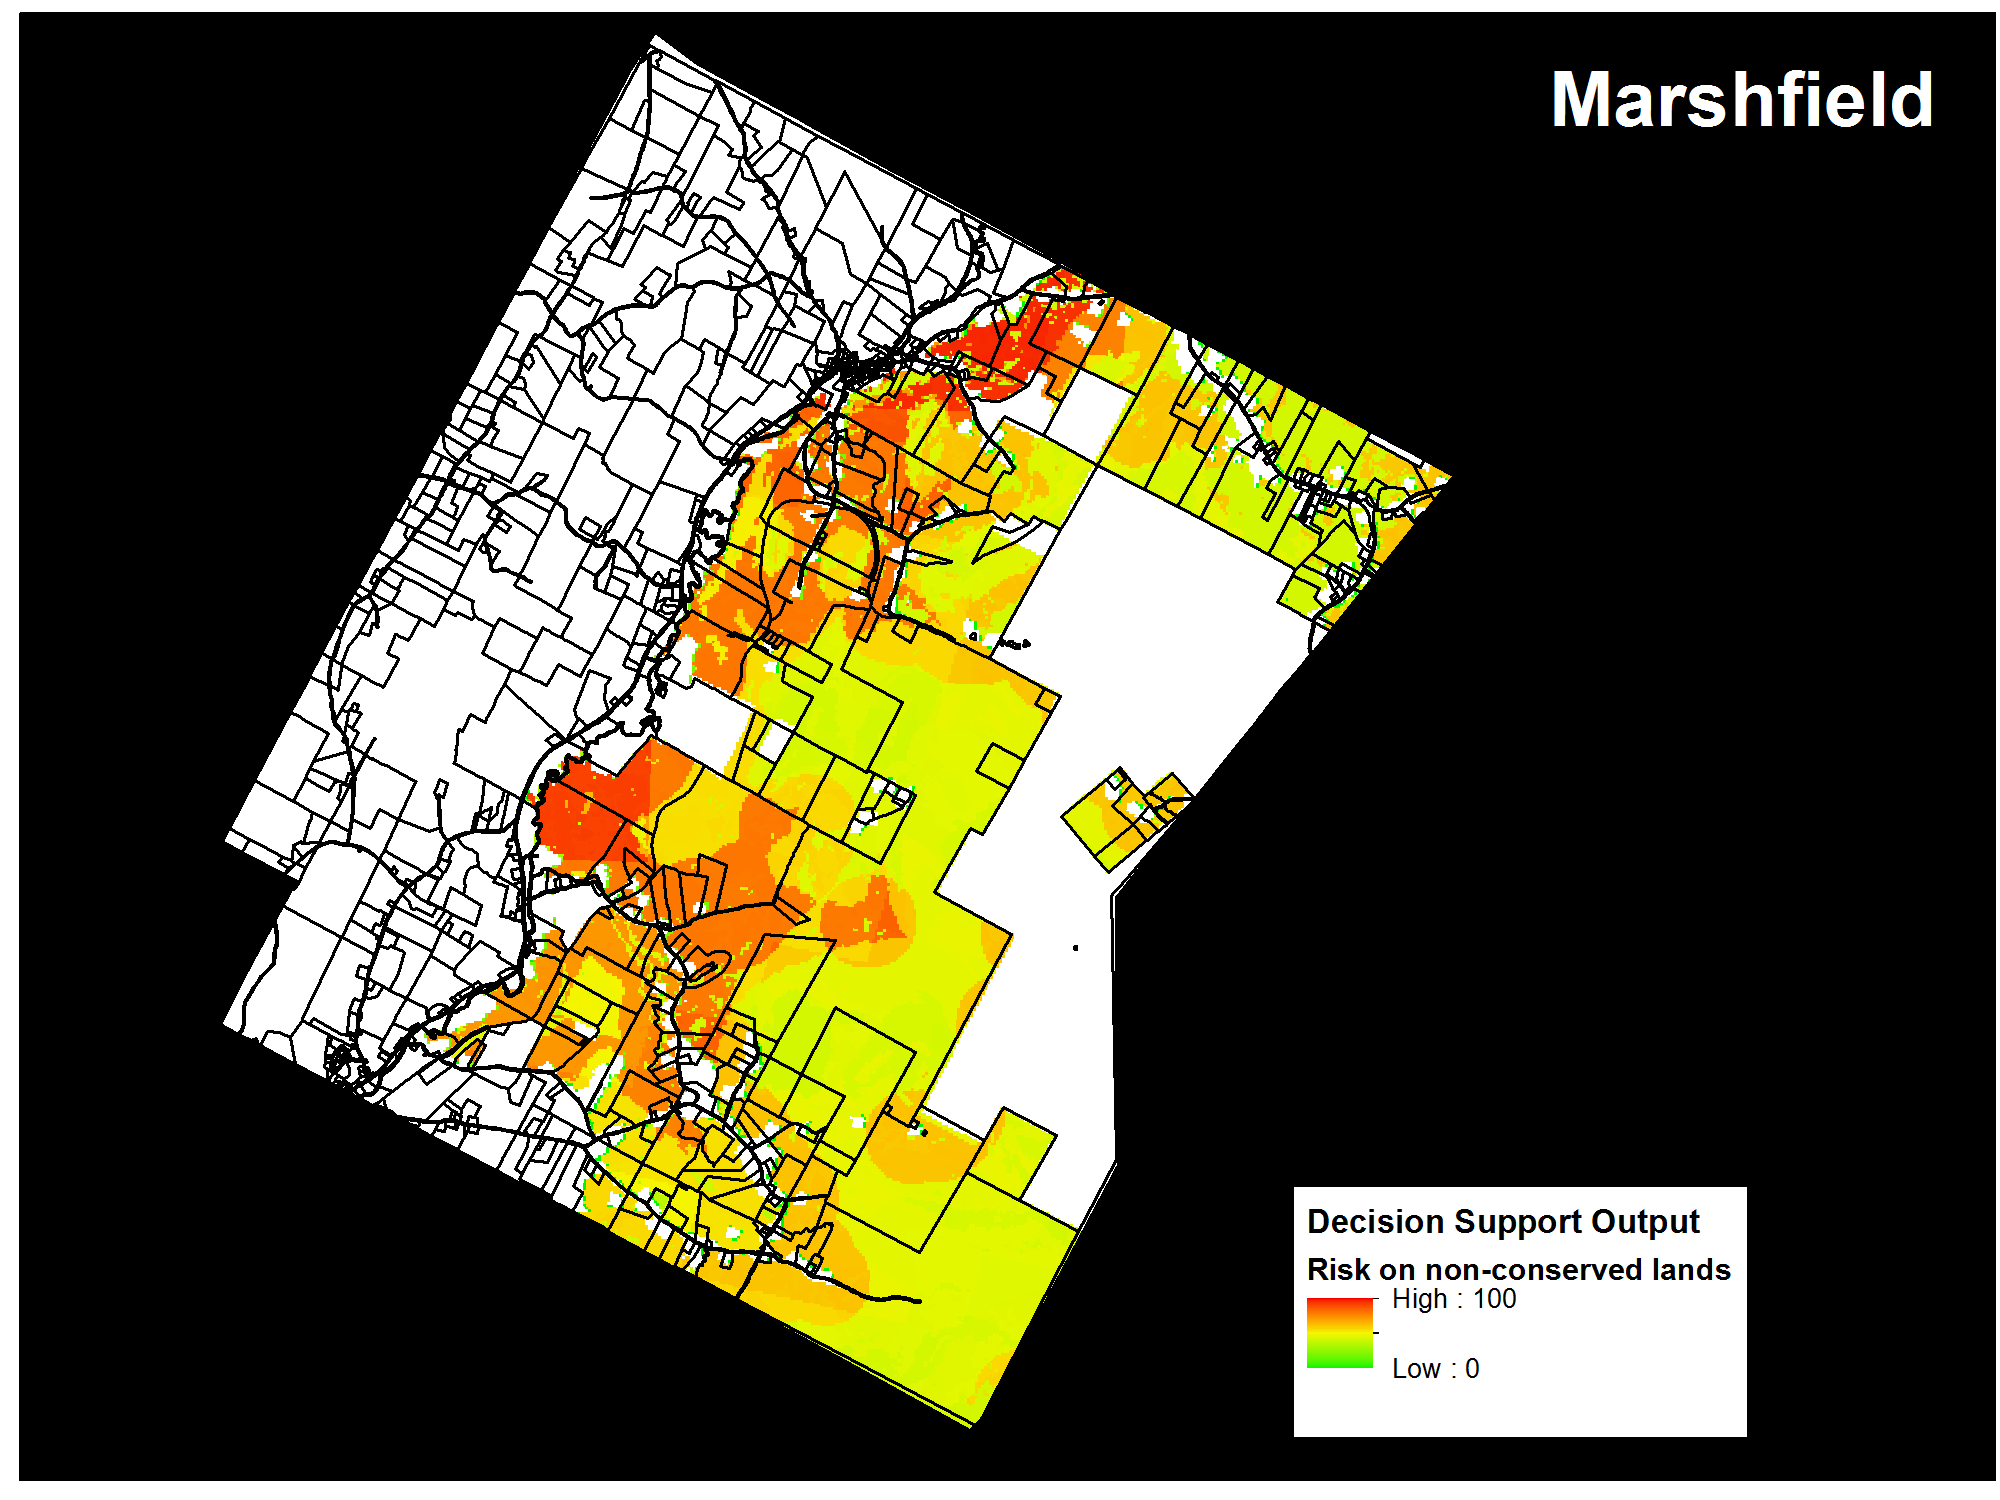 Marshfield
Decision Support Output
Risk on non-conserved lands
High : 100
Low : 0